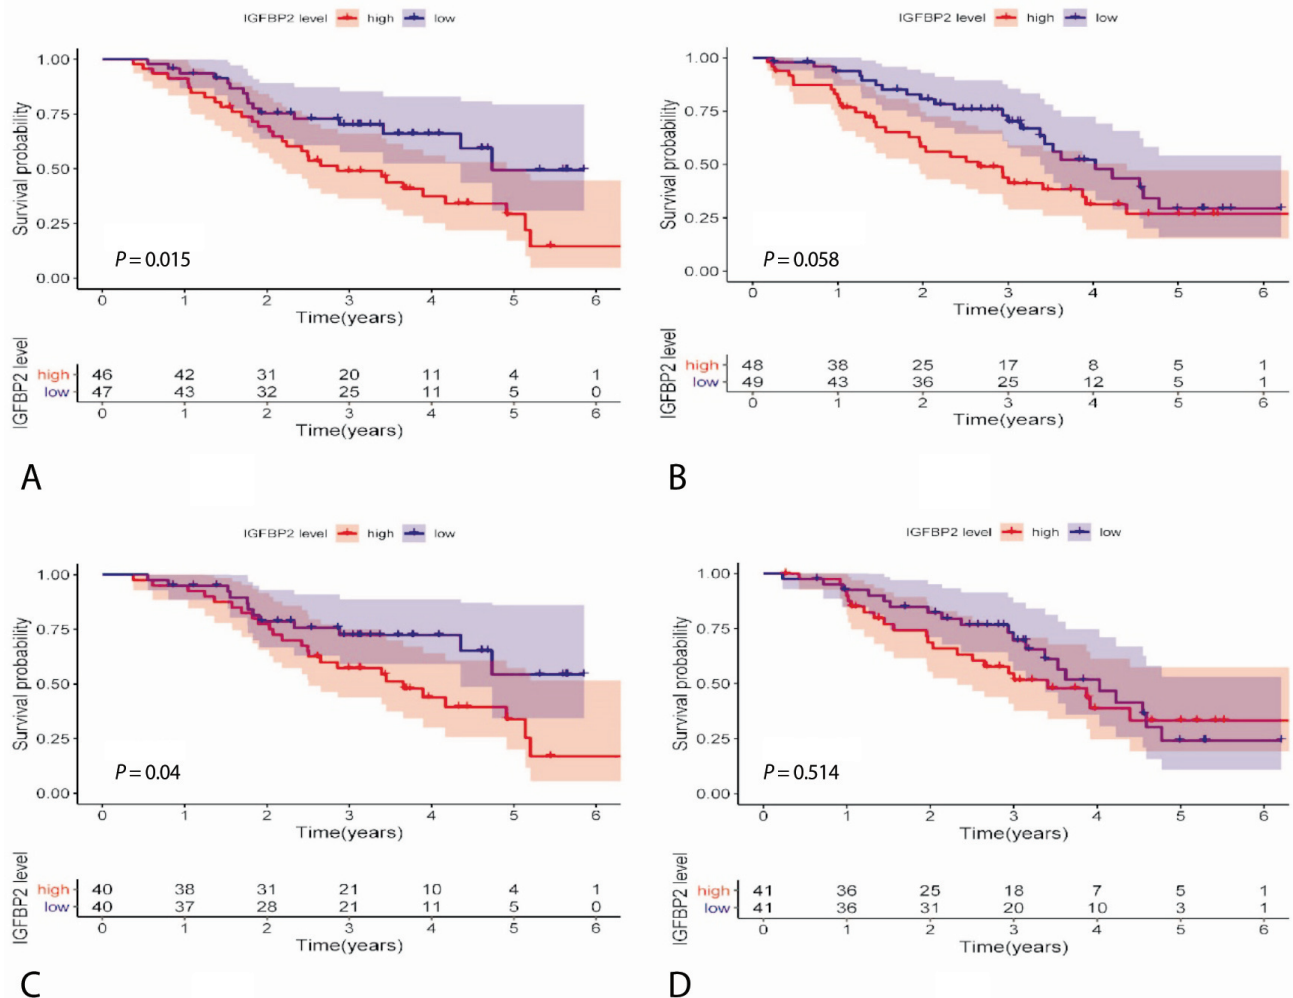 IGFBP2 level high low
1.00
0.75
0.50
0.25
0.00
Survival probability
P = 0.015
0 1 2 3 4 5 6
Time(years)
IGFBP2 level
high 46 42 31 20 11 4 1
low 47 43 32 25 11 5 0
0 1 2 3 4 5 6
Time(years)
A
IGFBP2 level high low
1.00
0.75
0.50
0.25
0.00
Survival probability
P = 0.058
0 1 2 3 4 5 6
Time(years)
IGFBP2 level
high 48 38 25 17 8 5 1
low 49 43 36 25 12 5 1
0 1 2 3 4 5 6
Time(years)
B
IGFBP2 level high low
1.00
0.75
0.50
0.25
0.00
Survival probability
P = 0.04
0 1 2 3 4 5 6
Time(years)
IGFBP2 level
high 40 38 31 21 10 4 1
low 40 37 28 21 11 5 0
0 1 2 3 4 5 6
Time(years)
C
IGFBP2 level high low
1.00
0.75
0.50
0.25
0.00
Survival probability
P = 0.514
0 1 2 3 4 5 6
Time(years)
IGFBP2 level
high 41 36 25 18 7 5 1
low 41 36 31 20 10 3 1
0 1 2 3 4 5 6
Time(years)
D